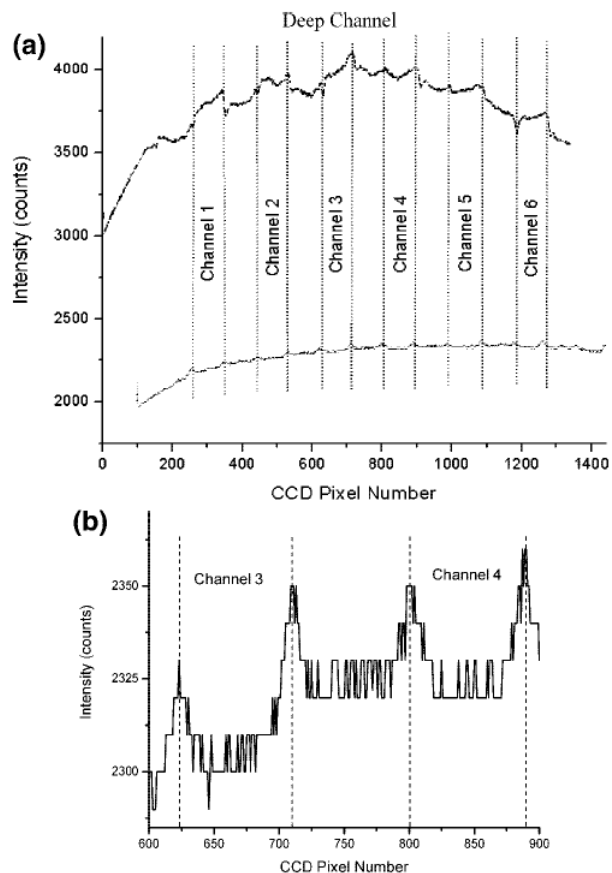 Deep Channel
(a)
4000
3500
3000
2500
2000
Intensity (counts)
Channel 1
Channel 2
Channel 3
Channel 4
Channel 5
Channel 6
0 200 400 600 800 1000 1200 1400
CCD Pixel Number
(b)
Channel 3
Channel 4
2350
2325
2300
Intensity (counts)
600 650 700 750 800 850 900
CCD Pixel Number